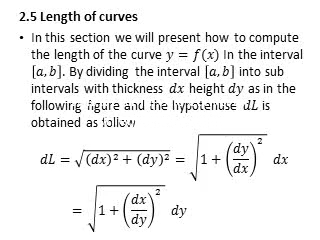 2.5 Length of curves
• In this section we will present how to compute
the length of the curve y = f(x) In the interval
[a, b]. By dividing the interval [a, b] into sub
intervals with thickness dx height dy as in the
following figure and the hypotenuse dL is
obtained as follow
dL = √((dx)² + (dy)²) = √(1 + (dy/dx)²) dx
= √(1 + (dx/dy)²) dy